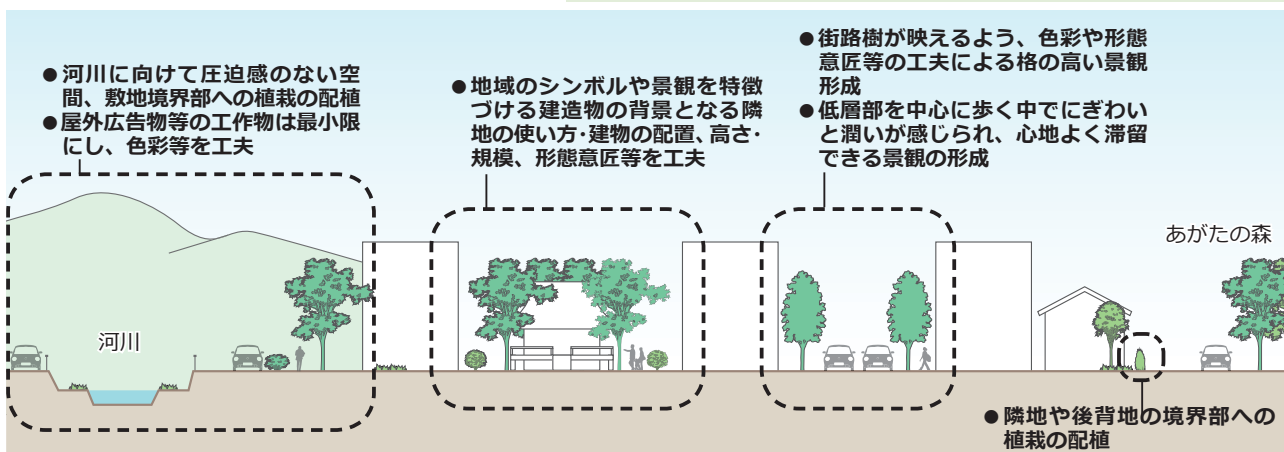 ●河川に向けて圧迫感のない空
間、敷地境界部への植栽の配植
●屋外広告物等の工作物は最小限
にし、色彩等を工夫
●地域のシンボルや景観を特徴
づける建造物の背景となる隣
地の使い方・建物の配置、高さ・
規模、形態意匠等を工夫
●街路樹が映えるよう、色彩や形態
意匠等の工夫による格の高い景観
形成
●低層部を中心に歩く中でにぎわい
と潤いが感じられ、心地よく滞留
できる景観の形成
あがたの森
河川
●隣地や後背地の境界部への
植栽の配植